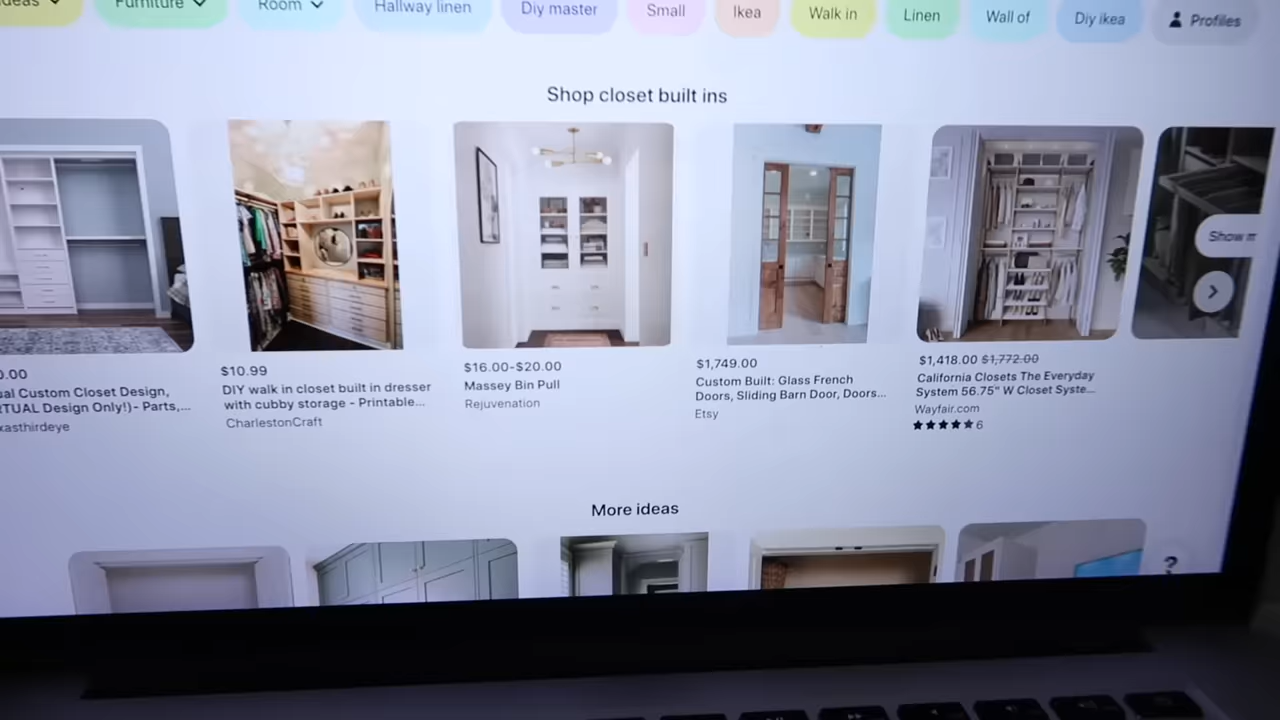 Furniture
Room
Hallway linen
Diy master
Small
Ikea
Walk in
Linen
Wall of
Diy ikea
Profiles
Shop closet built ins
Show
$10.99
DIY walk in closet built in dresser
with cubby storage - Printable...
CharlestonCraft
$16.00-$20.00
Massey Bin Pull
Rejuvenation
$1,749.00
Custom Built: Glass French
Doors, Sliding Barn Door, Doors...
Etsy
$1,418.00 $1,772.00
California Closets The Everyday
System 56.75" W Closet Syste...
Wayfair.com
6
Custom Closet Design,
Design Only!)- Parts,...
More ideas
?